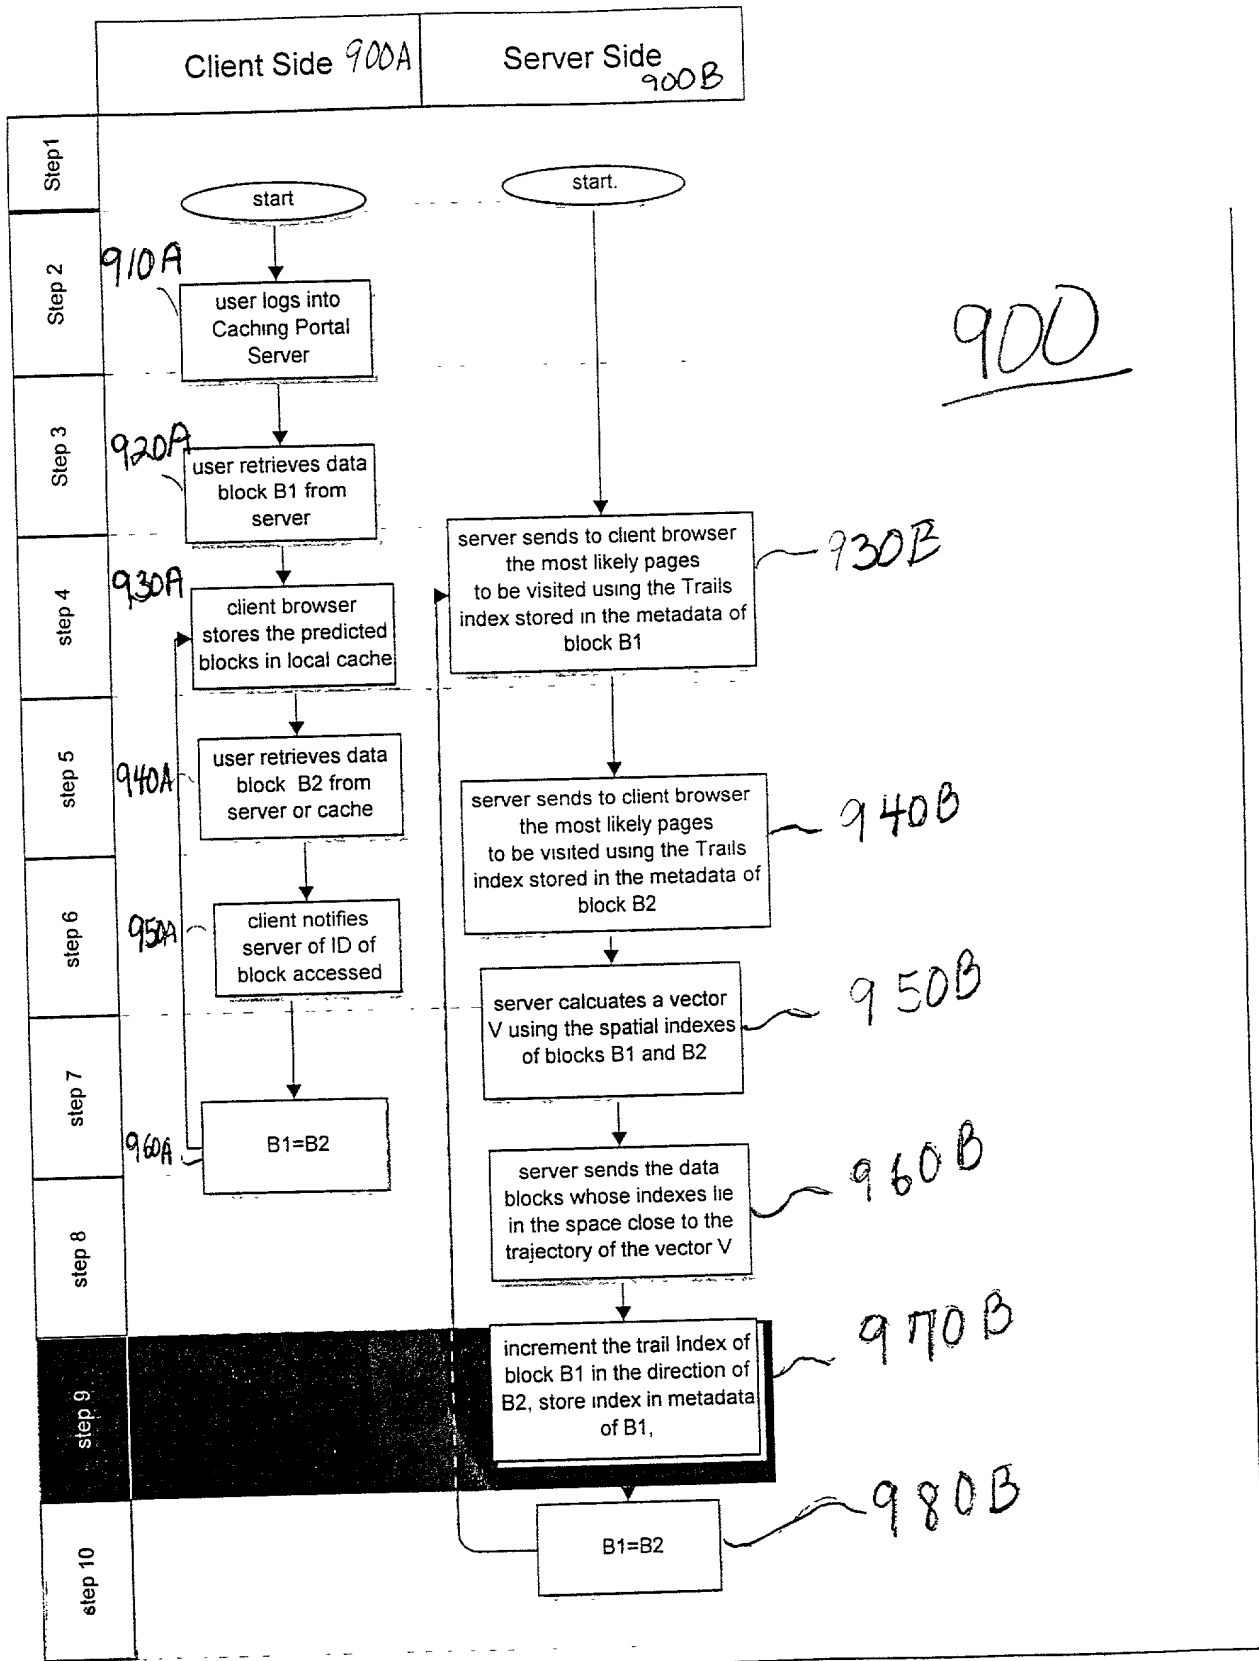 Client Side 900A
Server Side
900B
Step1
start
start.
Step 2
910A
user logs into
Caching Portal
Server
900
Step 3
920A
user retrieves data
block B1 from
server
step 4
930A
client browser
stores the predicted
blocks in local cache
server sends to client browser
the most likely pages
to be visited using the Trails
index stored in the metadata of
block B1
930B
step 5
940A
user retrieves data
block B2 from
server or cache
server sends to client browser
the most likely pages
to be visited using the Trails
index stored in the metadata of
block B2
940B
step 6
950A
client notifies
server of ID of
block accessed
server calcuates a vector
V using the spatial indexes
of blocks B1 and B2
950B
step 7
960A
B1=B2
server sends the data
blocks whose indexes lie
in the space close to the
trajectory of the vector V
960B
step 8
step 9
increment the trail Index of
block B1 in the direction of
B2, store index in metadata
of B1,
970B
step 10
B1=B2
980B